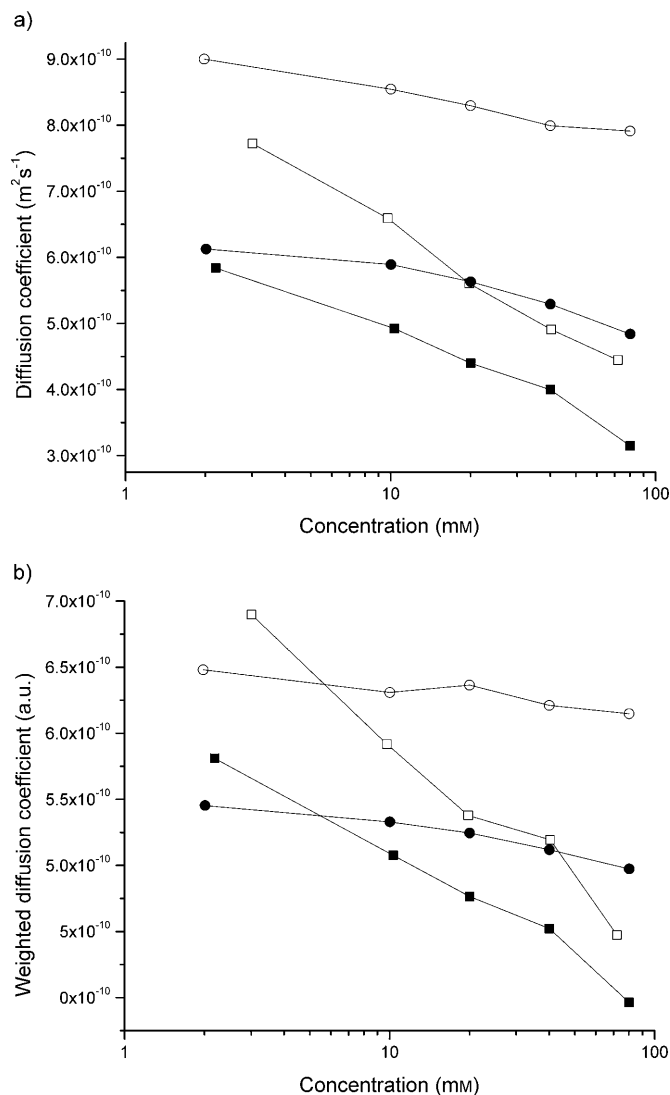 a)
Diffiusion coefficient (m²s⁻¹)
9.0x10⁻¹⁰
8.0x10⁻¹⁰
7.0x10⁻¹⁰
6.0x10⁻¹⁰
5.0x10⁻¹⁰
4.0x10⁻¹⁰
3.0x10⁻¹⁰
1 10 100
Concentration (mM)
b)
Weighted diffusion coefficient (a.u.)
7.0x10⁻¹⁰
6.5x10⁻¹⁰
6.0x10⁻¹⁰
5.5x10⁻¹⁰
5.0x10⁻¹⁰
5x10⁻¹⁰
0x10⁻¹⁰
1 10 100
Concentration (mM)